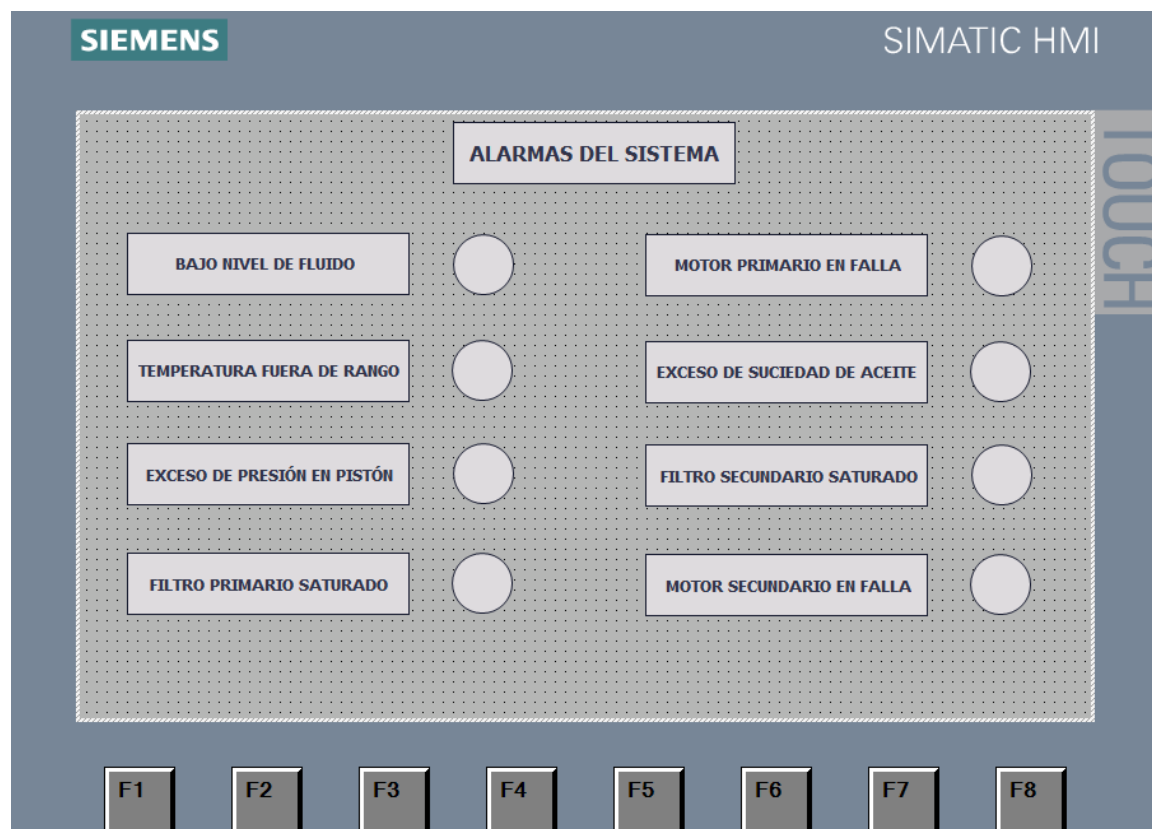 SIEMENS
SIMATIC HMI
TOUCH
ALARMAS DEL SISTEMA
BAJO NIVEL DE FLUIDO
MOTOR PRIMARIO EN FALLA
TEMPERATURA FUERA DE RANGO
EXCESO DE SUCIEDAD DE ACEITE
EXCESO DE PRESIÓN EN PISTÓN
FILTRO SECUNDARIO SATURADO
FILTRO PRIMARIO SATURADO
MOTOR SECUNDARIO EN FALLA
F1 F2 F3 F4 F5 F6 F7 F8